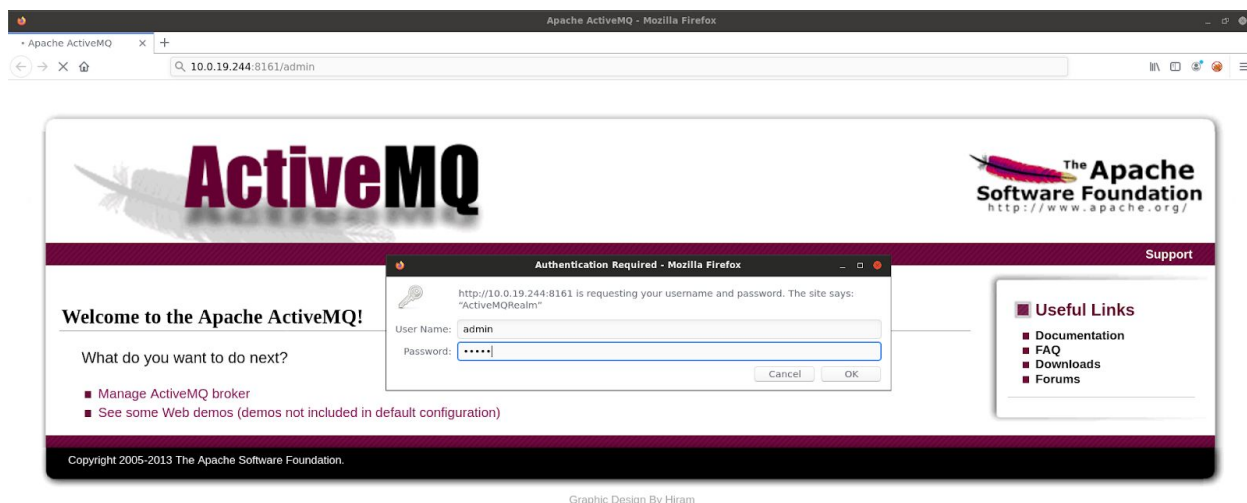 Apache ActiveMQ - Mozilla Firefox
Apache ActiveMQ
10.0.19.244:8161/admin
ActiveMQ
The Apache
Software Foundation
http://www.apache.org/
Support
Authentication Required - Mozilla Firefox
http://10.0.19.244:8161 is requesting your username and password. The site says:
"ActiveMQRealm"
User Name: admin
Password: •••••
Cancel OK
Welcome to the Apache ActiveMQ!
What do you want to do next?
Manage ActiveMQ broker
See some Web demos (demos not included in default configuration)
Useful Links
Documentation
FAQ
Downloads
Forums
Copyright 2005-2013 The Apache Software Foundation.
Graphic Design By Hiram